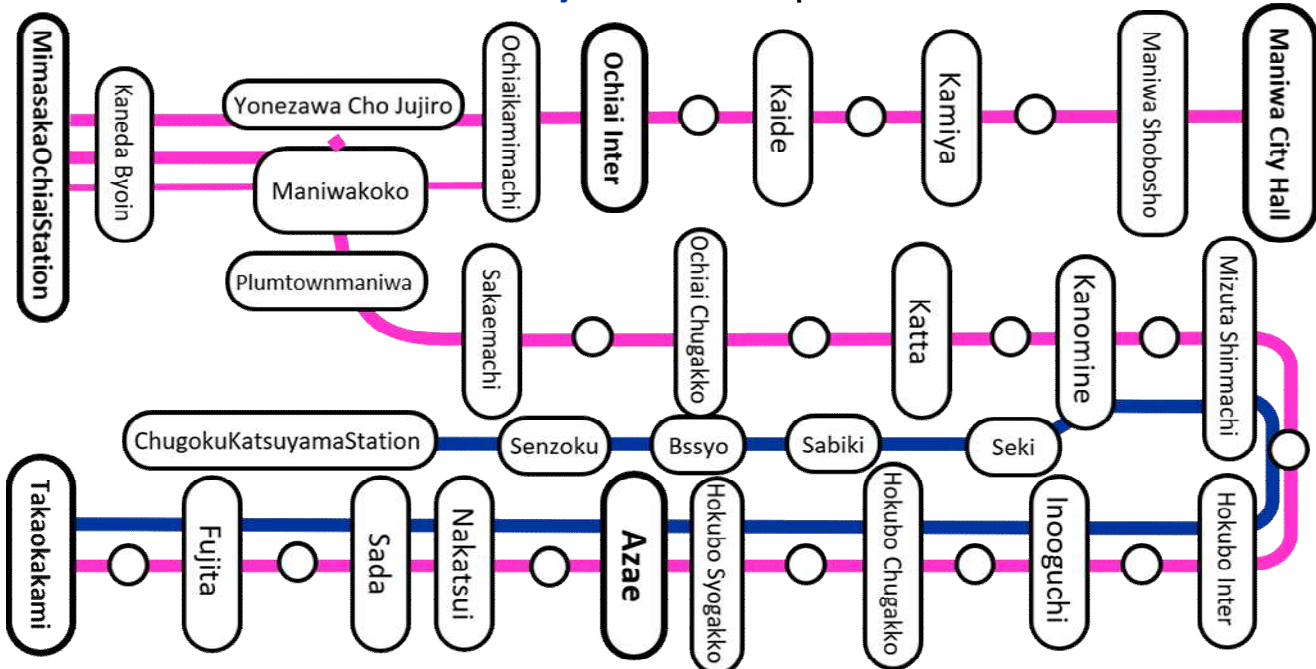 MimasakaOchiaiStation
Kaneda Byoin
Yonezawa Cho Jujiro
Maniwakoko
Plumtownmaniwa
Ochiaikamimachi
Ochiai Inter
Kaide
Kamiya
Maniwa Shobosho
Maniwa City Hall
Sakaemachi
Ochiai Chugakko
Katta
Kanomine
Mizuta Shinmachi
ChugokuKatsuyamaStation
Senzoku
Bssyo
Sabiki
Seki
Takaokakami
Fujita
Sada
Nakatsui
Azae
Hokubo Syogakko
Hokubo Chugakko
Inooguchi
Hokubo Inter